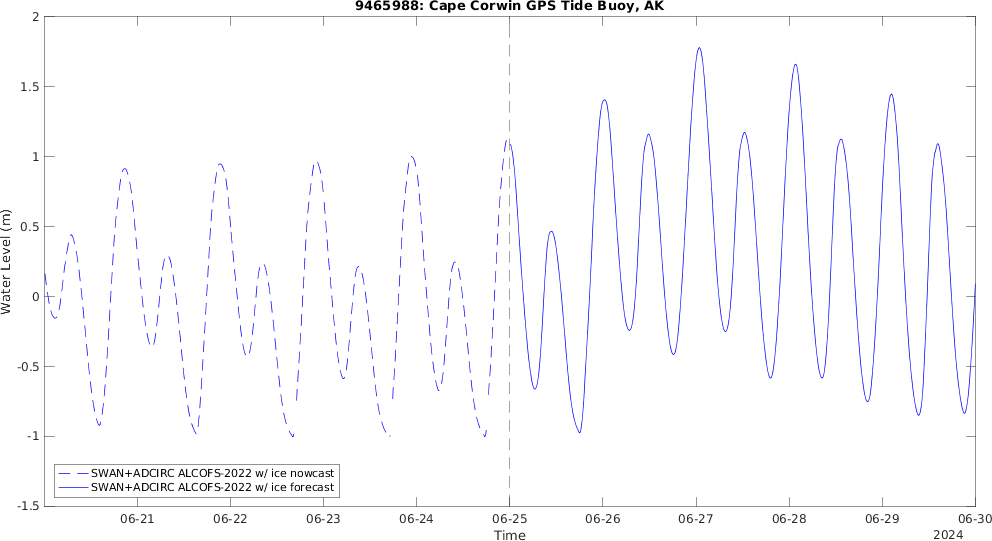 9465988: Cape Corwin GPS Tide Buoy, AK
2
1.5
1
0.5
0
-0.5
-1
-1.5
Water Level (m)
SWAN+ADCIRC ALCOFS-2022 w/ ice nowcast
SWAN+ADCIRC ALCOFS-2022 w/ ice forecast
06-21 06-22 06-23 06-24 06-25 06-26 06-27 06-28 06-29 06-30
Time
2024